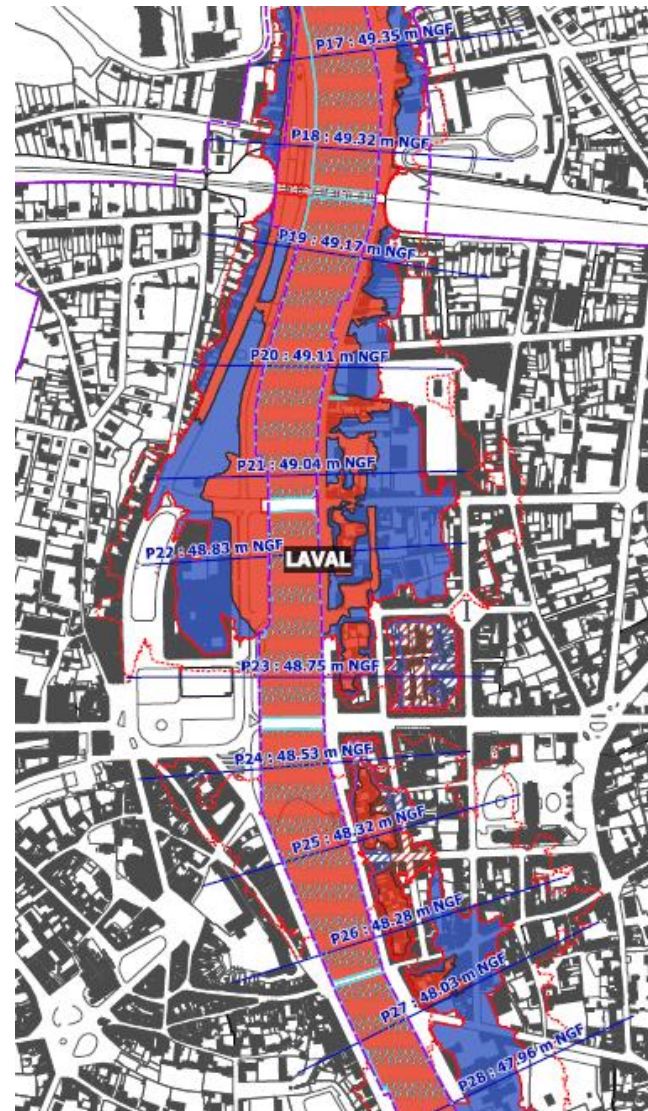 P17 : 49.35 m NGF
P18 : 49.32 m NGF
P19 : 49.17 m NGF
P20 : 49.11 m NGF
P21 : 49.04 m NGF
P22 : 48.83 m NGF
LAVAL
P23 : 48.75 m NGF
P24 : 48.53 m NGF
P25 : 48.32 m NGF
P26 : 48.28 m NGF
P27 : 48.03 m NGF
P28 : 47.96 m NGF